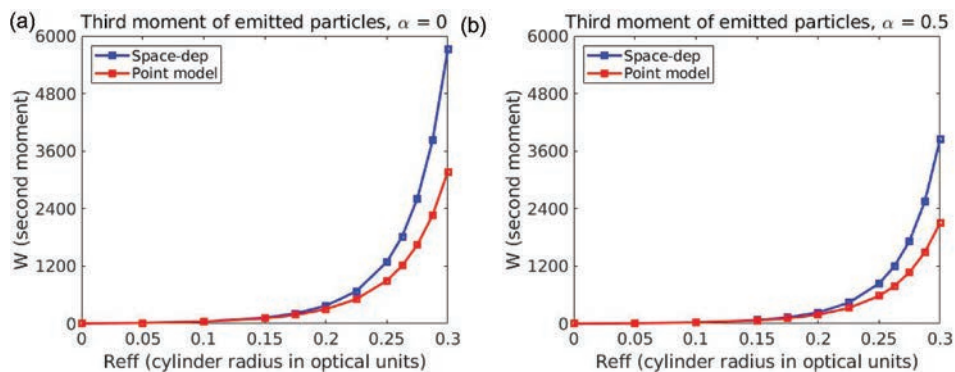 (a)
Third moment of emitted particles, α = 0
6000
4800
3600
2400
1200
0
W (second moment)
Space-dep
Point model
0 0.05 0.1 0.15 0.2 0.25 0.3
Reff (cylinder radius in optical units)
(b)
Third moment of emitted particles, α = 0.5
6000
4800
3600
2400
1200
0
W (second moment)
Space-dep
Point model
0 0.05 0.1 0.15 0.2 0.25 0.3
Reff (cylinder radius in optical units)